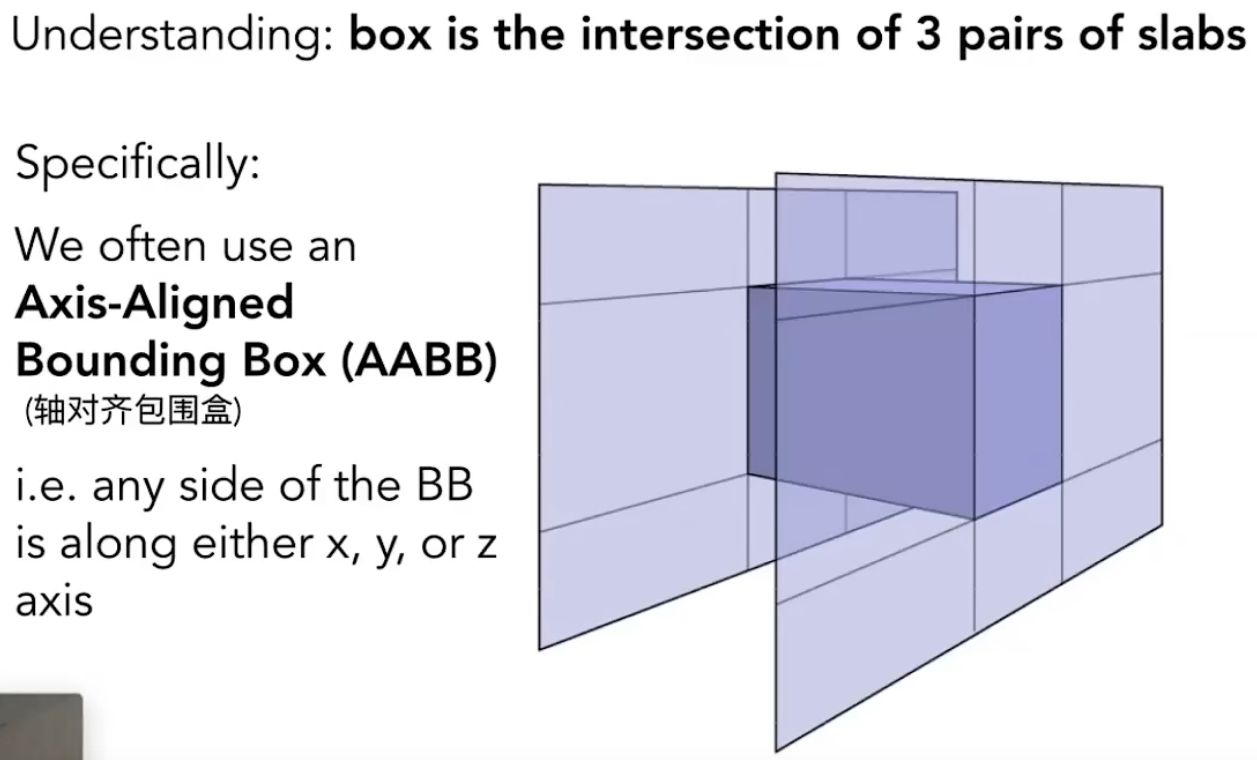 Understanding: box is the intersection of 3 pairs of slabs
Specifically:
We often use an
Axis-Aligned
Bounding Box (AABB)
(轴对齐包围盒)
i.e. any side of the BB
is along either x, y, or z
axis